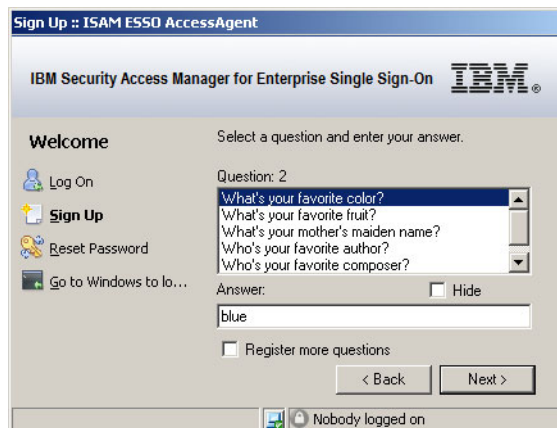 Sign Up :: ISAM ESSO AccessAgent
IBM Security Access Manager for Enterprise Single Sign-On IBM®
Welcome
Log On
Sign Up
Reset Password
Go to Windows to lo...
Select a question and enter your answer.
Question: 2
What's your favorite color?
What's your favorite fruit?
What's your mother's maiden name?
Who's your favorite author?
Who's your favorite composer?
Answer:
Hide
blue
Register more questions
< Back
Next >
Nobody logged on